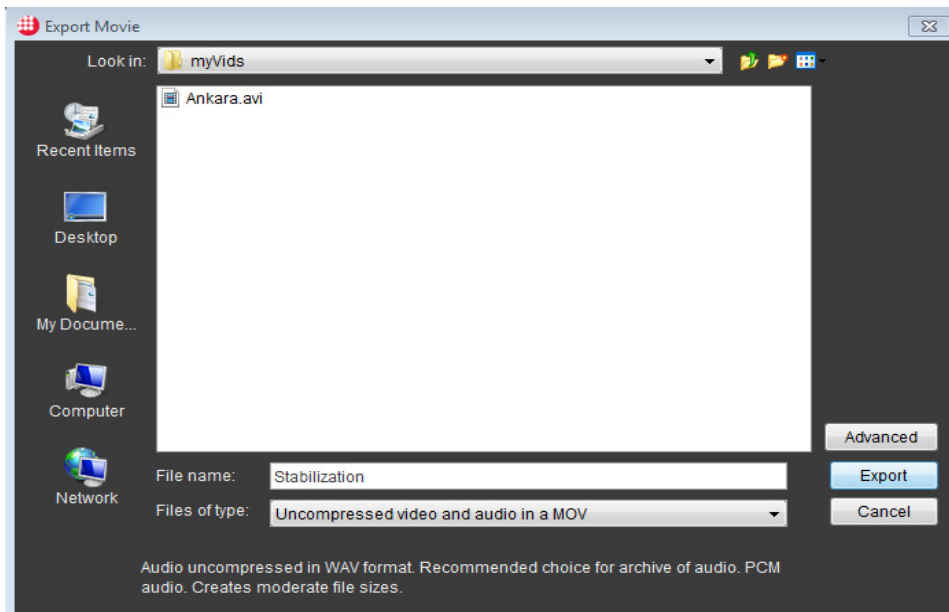 Export Movie
Look in: myVids
Ankara.avi
Recent Items
Desktop
My Docume...
Computer
Network
Advanced
File name: Stabilization
Export
Files of type: Uncompressed video and audio in a MOV
Cancel
Audio uncompressed in WAV format. Recommended choice for archive of audio. PCM
audio. Creates moderate file sizes.